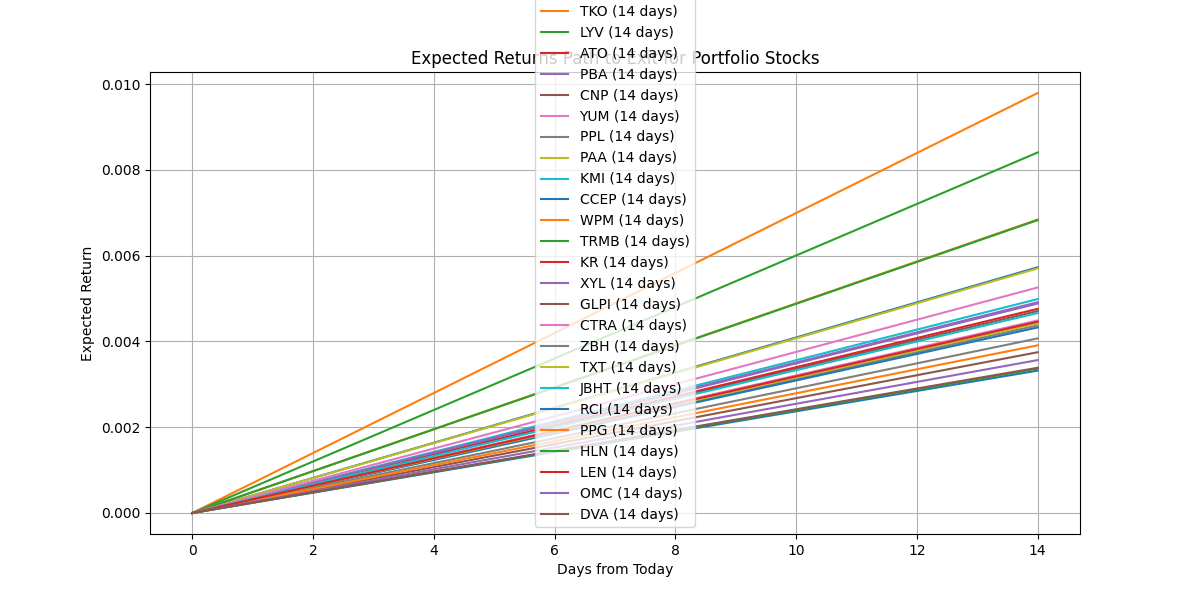 TKO (14 days)
LYV (14 days)
Expected Returns Path to Exit for Portfolio Stocks
ATO (14 days)
PBA (14 days)
CNP (14 days)
YUM (14 days)
PPL (14 days)
PAA (14 days)
KMI (14 days)
CCEP (14 days)
WPM (14 days)
TRMB (14 days)
KR (14 days)
XYL (14 days)
GLPI (14 days)
CTRA (14 days)
ZBH (14 days)
TXT (14 days)
JBHT (14 days)
RCI (14 days)
PPG (14 days)
HLN (14 days)
LEN (14 days)
OMC (14 days)
DVA (14 days)
Expected Return
0.010
0.008
0.006
0.004
0.002
0.000
0 2 4 6 8 10 12 14
Days from Today